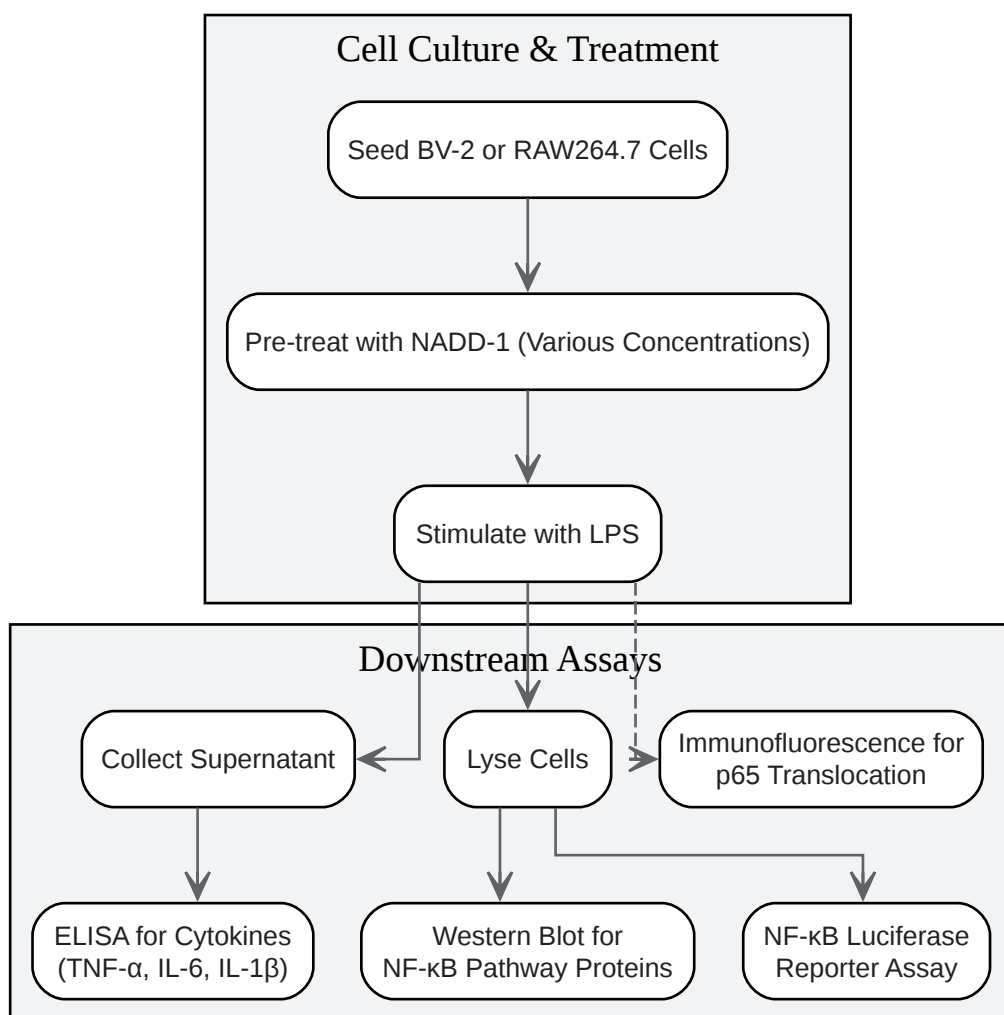 Cell Culture & Treatment
Seed BV-2 or RAW264.7 Cells
Pre-treat with NADD-1 (Various Concentrations)
Stimulate with LPS
Downstream Assays
Collect Supernatant
Lyse Cells
Immunofluorescence for
p65 Translocation
ELISA for Cytokines
(TNF-α, IL-6, IL-1β)
Western Blot for
NF-κB Pathway Proteins
NF-κB Luciferase
Reporter Assay